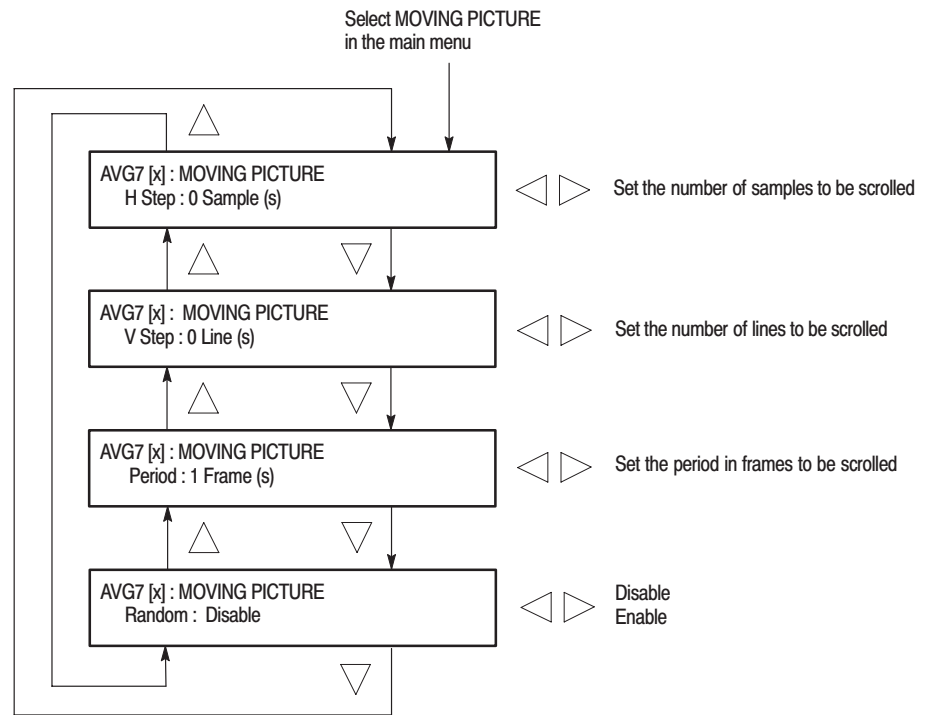 Select MOVING PICTURE
in the main menu
AVG7 [x] : MOVING PICTURE
H Step : 0 Sample (s)
Set the number of samples to be scrolled
AVG7 [x] : MOVING PICTURE
V Step : 0 Line (s)
Set the number of lines to be scrolled
AVG7 [x] : MOVING PICTURE
Period : 1 Frame (s)
Set the period in frames to be scrolled
AVG7 [x] : MOVING PICTURE
Random : Disable
Disable
Enable